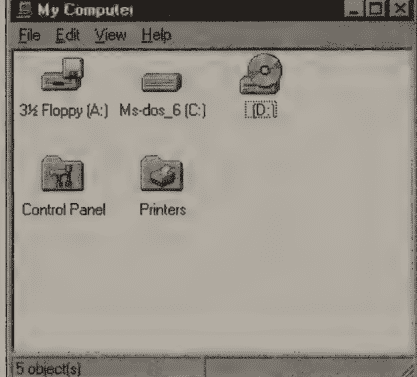 My Computer
File Edit View Help
3½ Floppy (A:) Ms-dos_6 (C:) (D:)
Control Panel Printers
5 object(s)